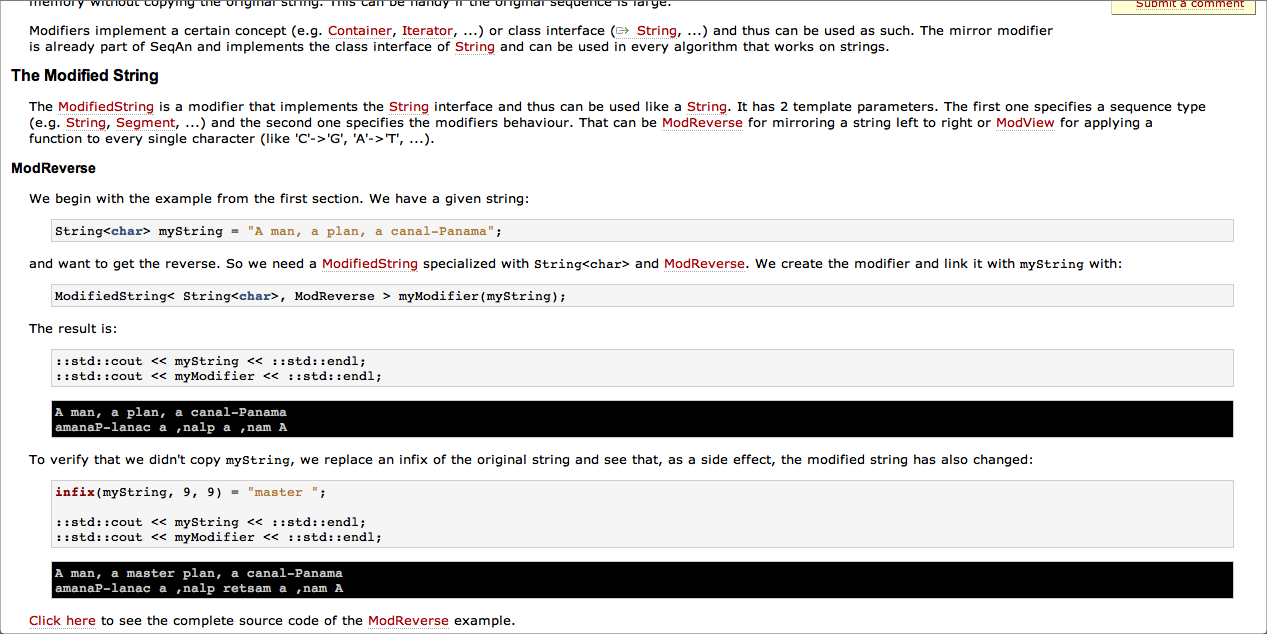 memory without copying the original string. This can be handy if the original sequence is large.
Submit a comment
Modifiers implement a certain concept (e.g. Container, Iterator, ...) or class interface (⇨ String, ...) and thus can be used as such. The mirror modifier
is already part of SeqAn and implements the class interface of String and can be used in every algorithm that works on strings.
The Modified String
The ModifiedString is a modifier that implements the String interface and thus can be used like a String. It has 2 template parameters. The first one specifies a sequence type
(e.g. String, Segment, ...) and the second one specifies the modifiers behaviour. That can be ModReverse for mirroring a string left to right or ModView for applying a
function to every single character (like 'C'->'G', 'A'->'T', ...).
ModReverse
We begin with the example from the first section. We have a given string:
String<char> myString = "A man, a plan, a canal-Panama";
and want to get the reverse. So we need a ModifiedString specialized with String<char> and ModReverse. We create the modifier and link it with myString with:
ModifiedString< String<char>, ModReverse > myModifier(myString);
The result is:
::std::cout << myString << ::std::endl;
::std::cout << myModifier << ::std::endl;
A man, a plan, a canal-Panama
amanaP-lanac a ,nalp a ,nam A
To verify that we didn't copy myString, we replace an infix of the original string and see that, as a side effect, the modified string has also changed:
infix(myString, 9, 9) = "master ";
::std::cout << myString << ::std::endl;
::std::cout << myModifier << ::std::endl;
A man, a master plan, a canal-Panama
amanaP-lanac a ,nalp retsam a ,nam A
Click here to see the complete source code of the ModReverse example.